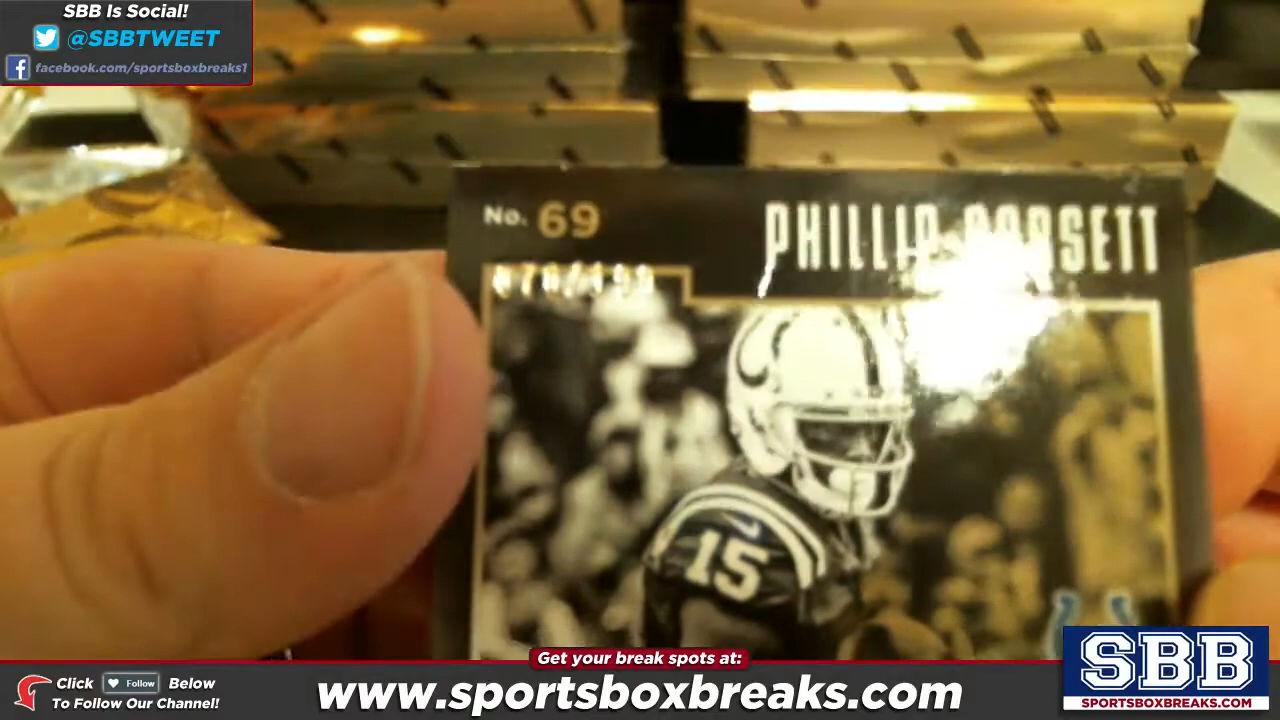 SBB Is Social!
@SBBTWEET
facebook.com/sportsboxbreaks1
No. 69
PHILLIP DORSETT
15
Get your break spots at:
Click Follow Below
To Follow Our Channel!
www.sportsboxbreaks.com
SBB
SPORTSBOXBREAKS.COM